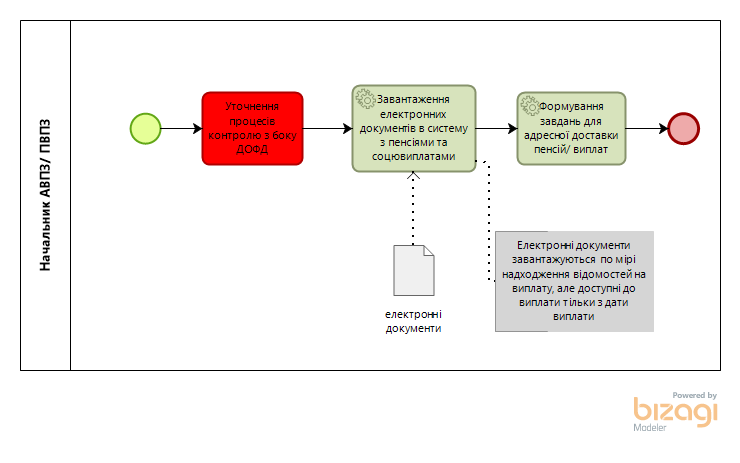 Начальник АВПЗ/ ПВПЗ
Уточнення
процесів
контролю з боку
ДОФД
Завантаження
електронних
документів в систему
з пенсіями та
соцювиплатами
Формування
завдань для
адресної доставки
пенсій/ виплат
електронні
документи
Електронні документи
завантажуються по мірі
надходження відомостей на
виплату, але доступні до
виплати тільки з дати
виплати
Powered by
bizagi
Modeler